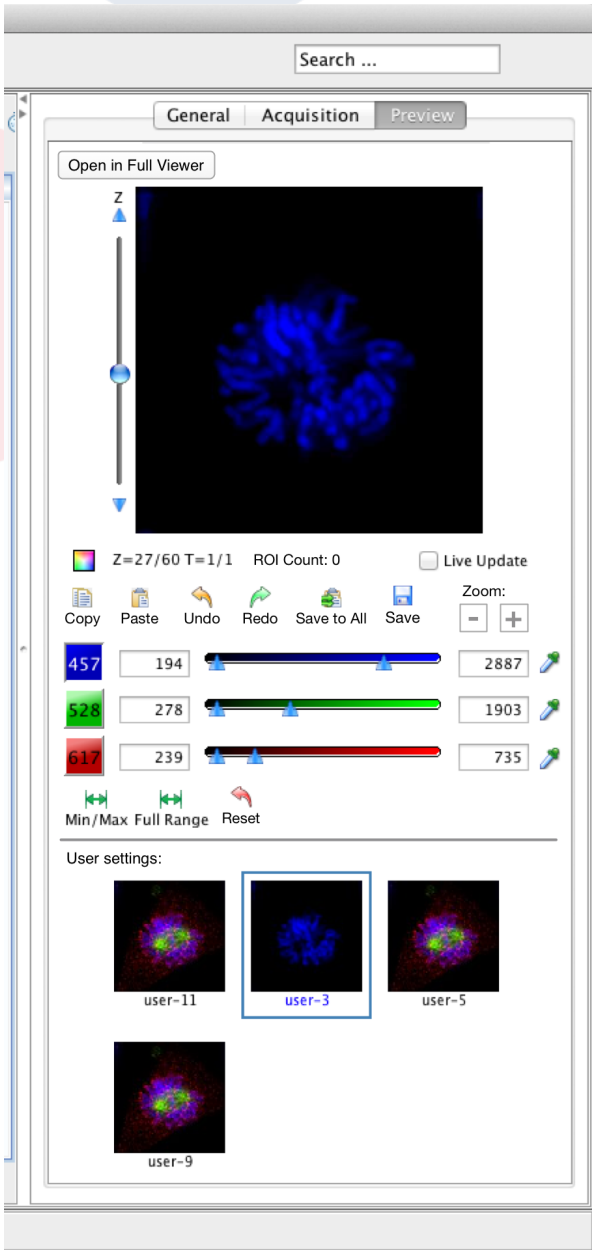 Search ...
General Acquisition Preview
Open in Full Viewer
Z
Z=27/60 T=1/1 ROI Count: 0 Live Update
Copy Paste Undo Redo Save to All Save Zoom:
- +
457 194 2887
528 278 1903
617 239 735
Min/Max Full Range Reset
User settings:
user-11 user-3 user-5
user-9